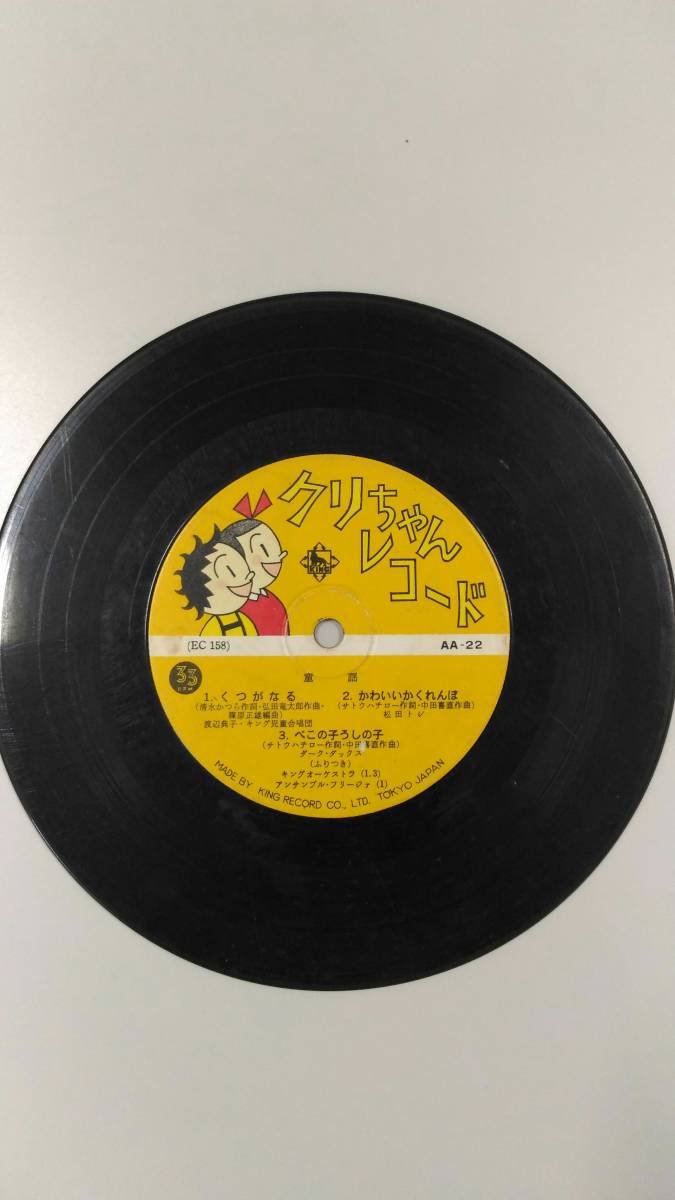 クリちゃん
レコード
KING
(EC 158)
AA-22
33
RPM
童謡
1. くつがなる
(清水かつら作詞・弘田竜太郎作曲・
篠原正雄編曲)
渡辺典子・キング児童合唱団
2. かわいいかくれんぼ
(サトウハチロー作詞・中田喜直作曲)
松田トシ
3. べこの子うしの子
(サトウハチロー作詞・中田喜直作曲)
ダーク・ダックス
(ふりつき)
キングオーケストラ (1.3)
アンサンブル・フリージア (1)
MADE BY KING RECORD CO., LTD. TOKYO JAPAN